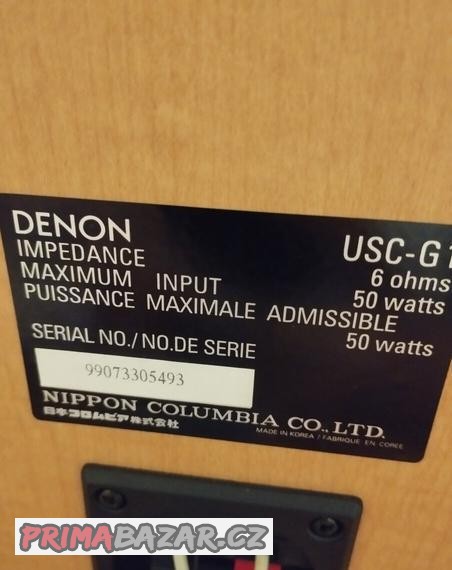 DENON USC-G1
IMPEDANCE 6 ohms
MAXIMUM INPUT 50 watts
PUISSANCE MAXIMALE ADMISSIBLE
50 watts
SERIAL NO./NO.DE SERIE
99073305493
NIPPON COLUMBIA CO.,LTD.
日本コロムビア株式会社
MADE IN KOREA / FABRIQUE EN COREE
PRIMABAZAR.CZ